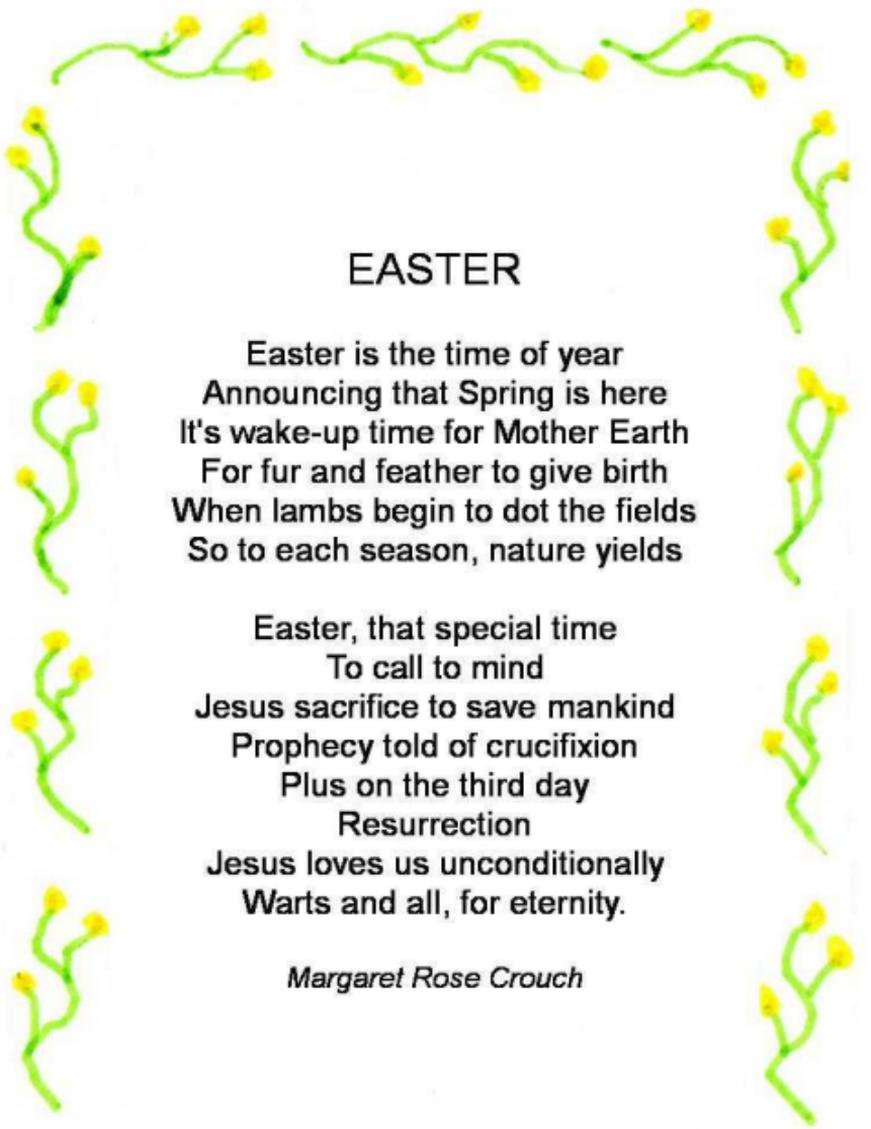 EASTER
Easter is the time of year
Announcing that Spring is here
It's wake-up time for Mother Earth
For fur and feather to give birth
When lambs begin to dot the fields
So to each season, nature yields
Easter, that special time
To call to mind
Jesus sacrifice to save mankind
Prophecy told of crucifixion
Plus on the third day
Resurrection
Jesus loves us unconditionally
Warts and all, for eternity.
Margaret Rose Crouch